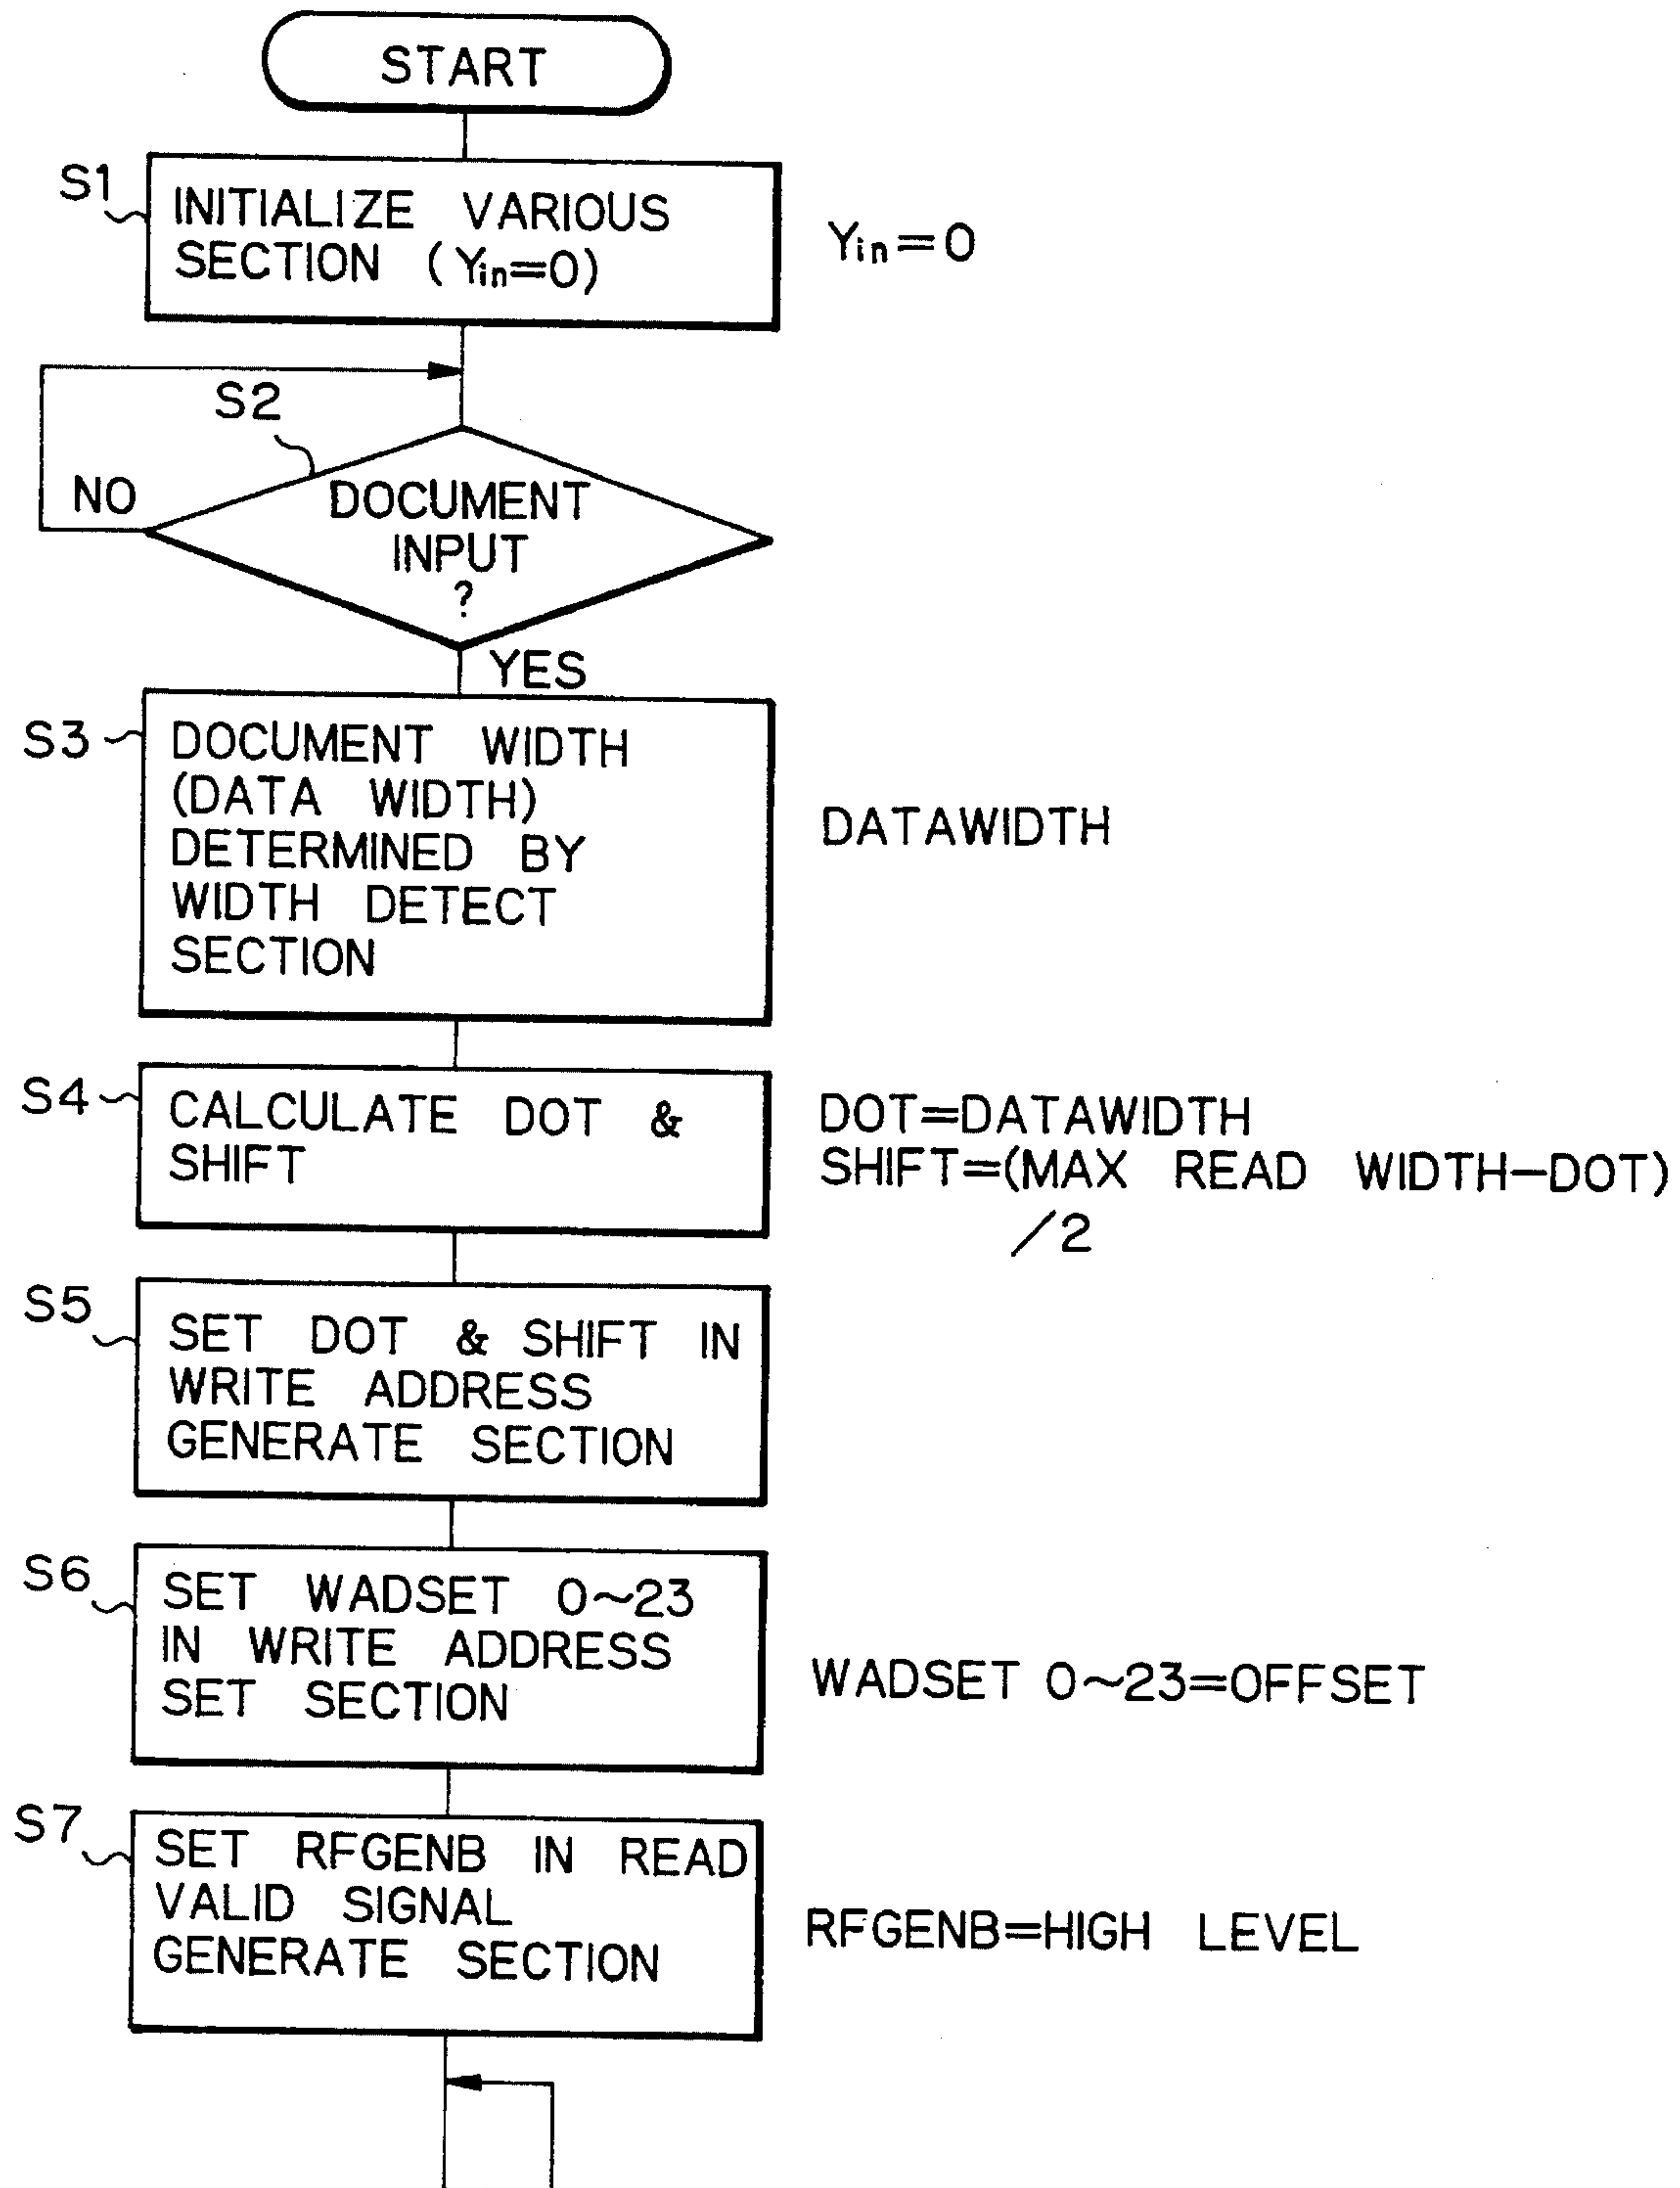 START
S1
INITIALIZE VARIOUS
SECTION (Yin=0)
Yin=0
S2
NO
DOCUMENT
INPUT
?
YES
S3
DOCUMENT WIDTH
(DATA WIDTH)
DETERMINED BY
WIDTH DETECT
SECTION
DATAWIDTH
S4
CALCULATE DOT &
SHIFT
DOT=DATAWIDTH
SHIFT=(MAX READ WIDTH-DOT)
/2
S5
SET DOT & SHIFT IN
WRITE ADDRESS
GENERATE SECTION
S6
SET WADSET 0~23
IN WRITE ADDRESS
SET SECTION
WADSET 0~23=OFFSET
S7
SET RFGENB IN READ
VALID SIGNAL
GENERATE SECTION
RFGENB=HIGH LEVEL